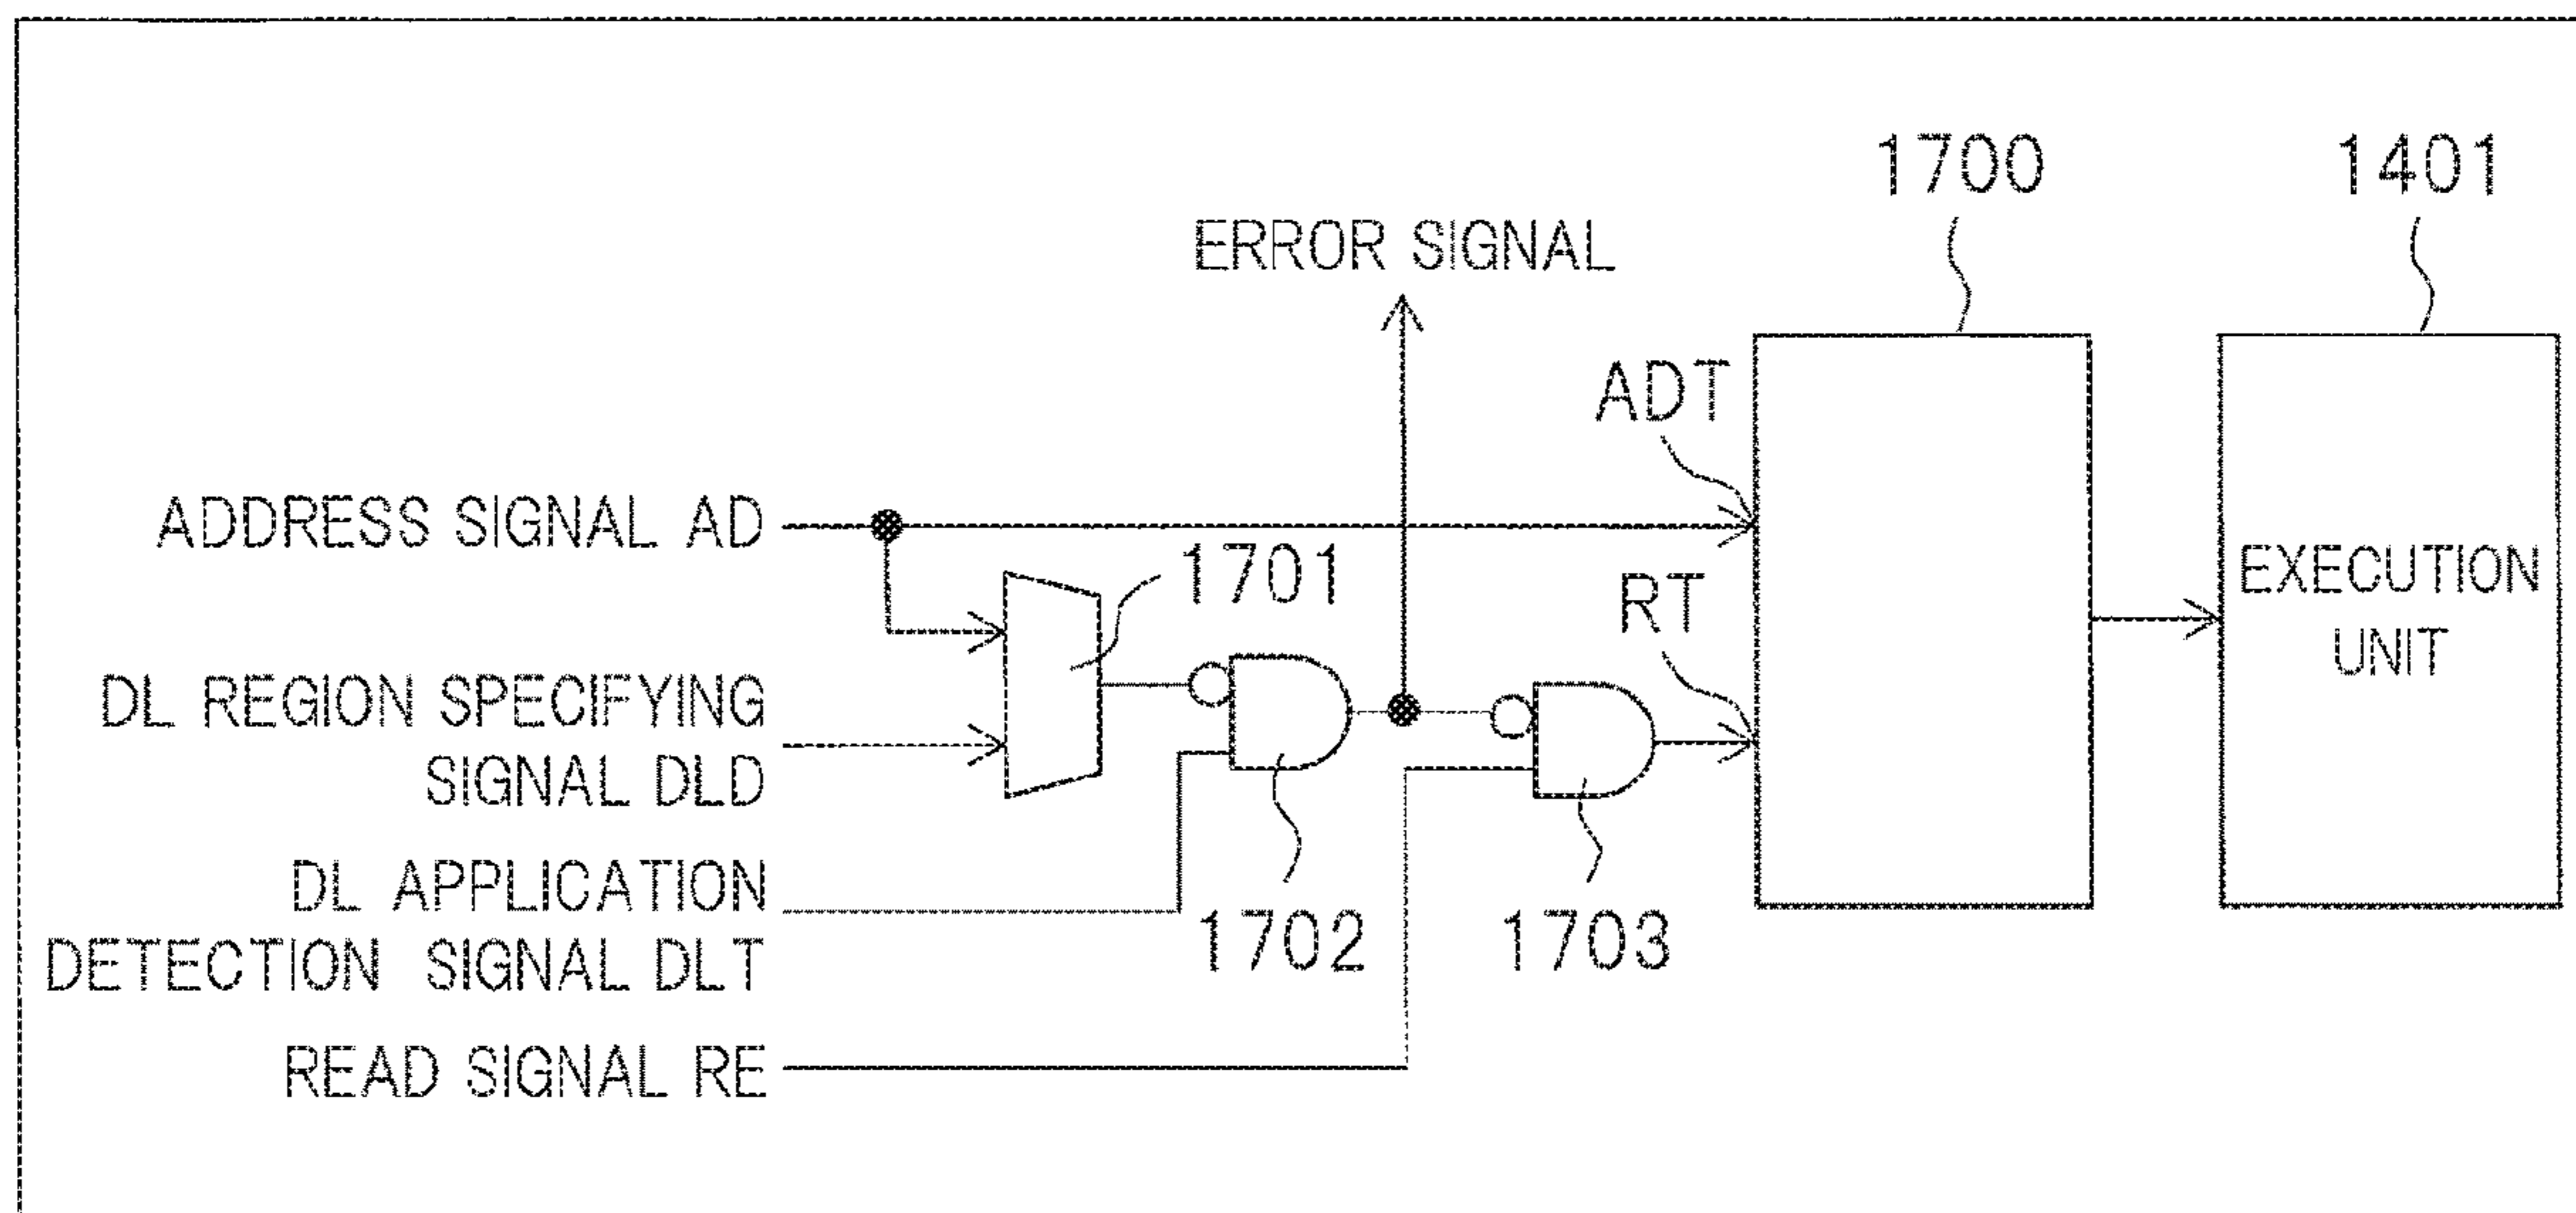 1700
1401
ERROR SIGNAL
ADT
ADDRESS SIGNAL AD
1701
RT
EXECUTION
UNIT
DL REGION SPECIFYING
SIGNAL DLD
DL APPLICATION
DETECTION SIGNAL DLT
1702
1703
READ SIGNAL RE